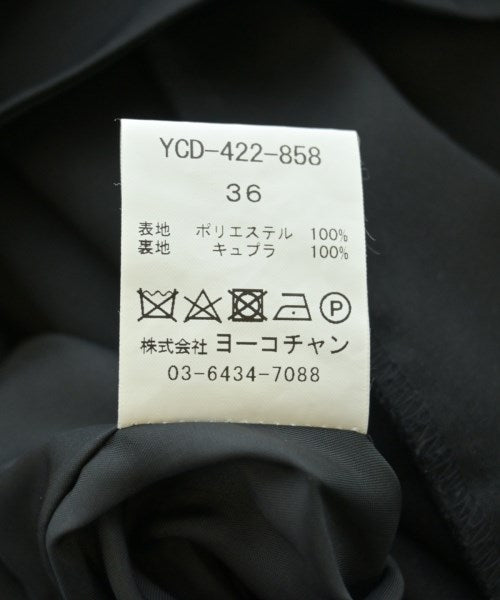 YCD-422-858
36
表地 ポリエステル 100%
裏地 キュプラ 100%
P
株式会社 ヨーコチャン
03-6434-7088